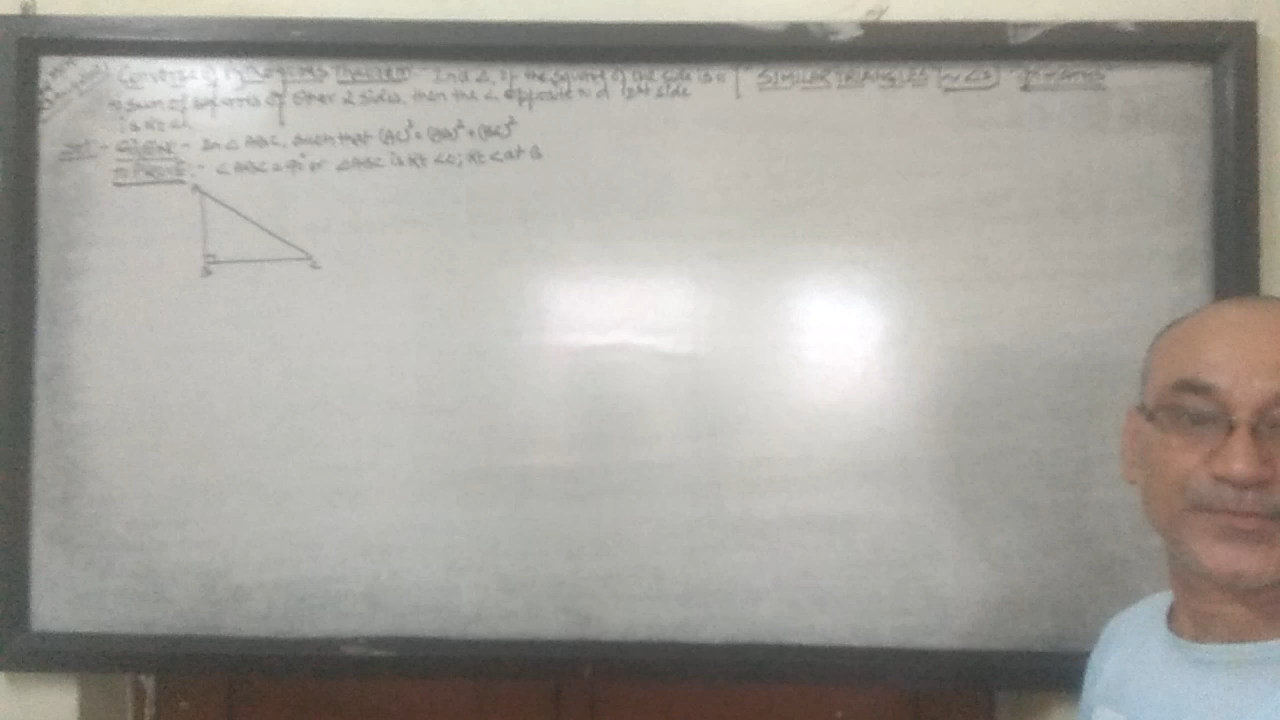 Converse of Pythagoras Theorem In a Δ, if the square of one side is =
to sum of squares of other 2 sides, then the ∠ opposite to d 1st side
is rt ∠
SIMILAR TRIANGLES [~ ∠s]
GIVEN:- In Δ ABC, such that (AC)² = (AB)² + (BC)²
TO PROVE:- ∠ABC = 90° or ΔABC is Rt ∠d; Rt ∠ at B
B
C